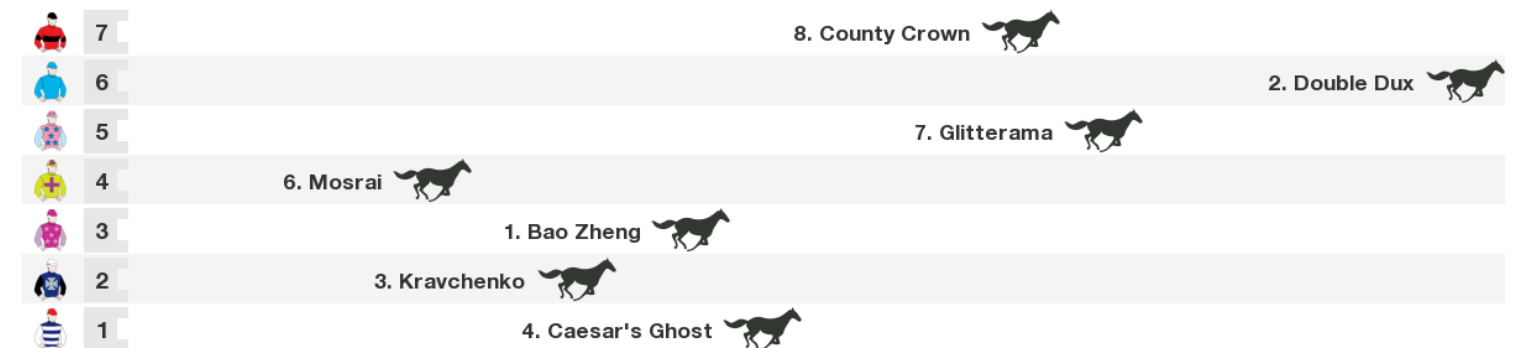 7 8. County Crown
6 2. Double Dux
5 7. Glitterama
4 6. Mosrai
3 1. Bao Zheng
2 3. Kravchenko
1 4. Caesar's Ghost